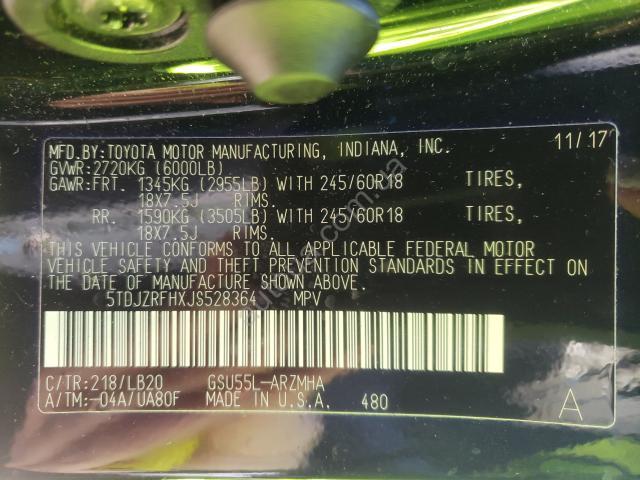 MFD.BY:TOYOTA MOTOR MANUFACTURING, INDIANA, INC. 11/17
GVWR:2720KG (6000LB)
GAWR:FRT. 1345KG (2955LB) WITH 245/60R18 TIRES,
18X7.5J RIMS.
RR. 1590KG (3505LB) WITH 245/60R18 TIRES,
18X7.5J RIMS.
THIS VEHICLE CONFORMS TO ALL APPLICABLE FEDERAL MOTOR
VEHICLE SAFETY AND THEFT PREVENTION STANDARDS IN EFFECT ON
THE DATE OF MANUFACTURE SHOWN ABOVE.
5TDJZRFHXJS528364 MPV
C/TR:218/LB20 GSU55L-ARZMHA
A/TM:-04A/UA80F MADE IN U.S.A. 480 A